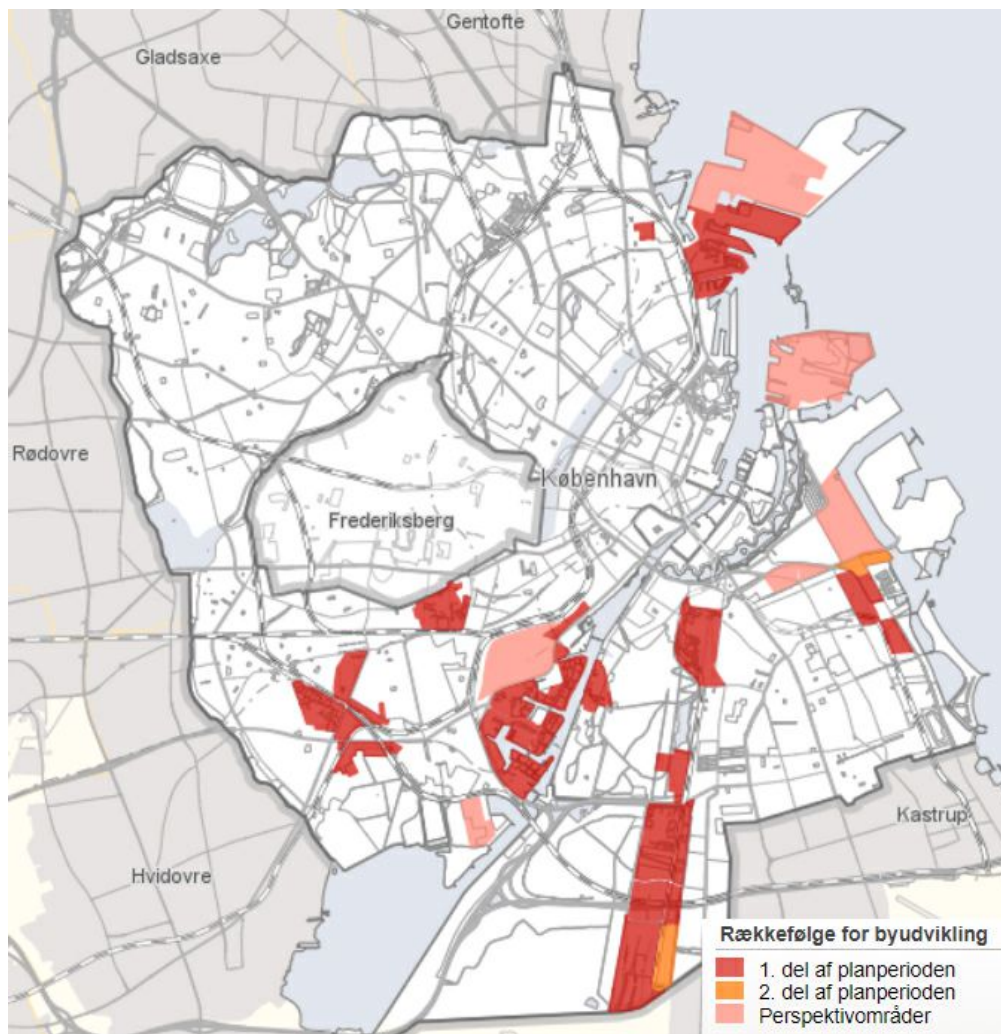 Gentofte
Gladsaxe
Rødovre
København
Frederiksberg
Kastrup
Hvidovre
Rækkefølge for byudvikling
1. del af planperioden
2. del af planperioden
Perspektivområder